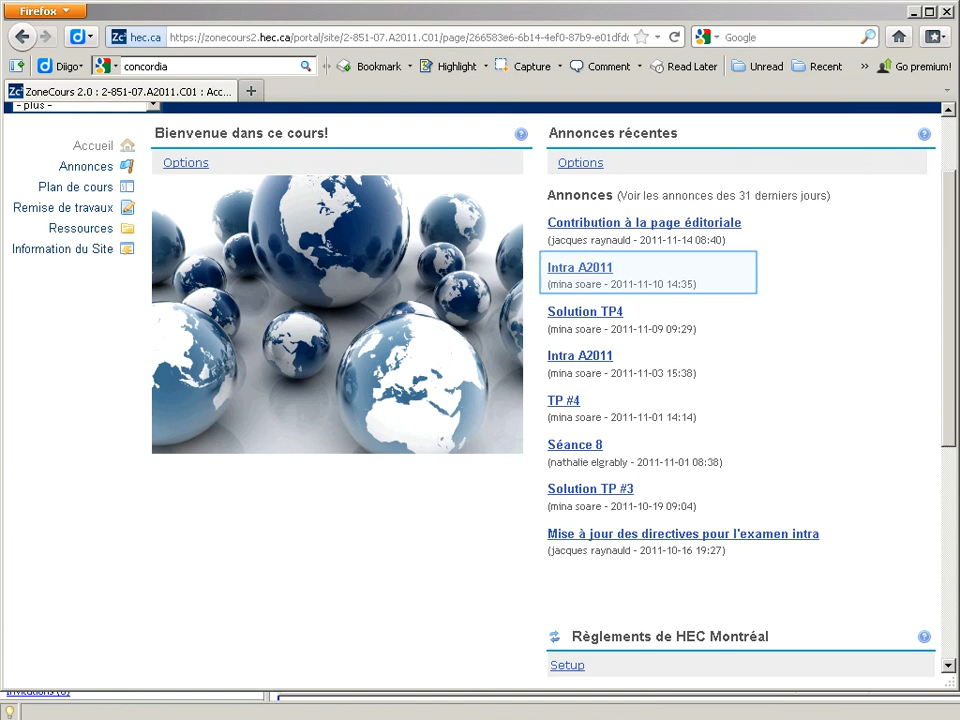 Firefox
hec.ca https://zonecours2.hec.ca/portal/site/2-851-07.A2011.C01/page/266583e6-6b14-4ef0-87b9-e01dfd
Google
Diigo
concordia
Bookmark
Highlight
Capture
Comment
Read Later
Unread
Recent
»
Go premium!
Zc ZoneCours 2.0 : 2-851-07.A2011.C01 : Acc...
- plus -
Accueil
Annonces
Plan de cours
Remise de travaux
Ressources
Information du Site
Bienvenue dans ce cours!
Options
Annonces récentes
Options
Annonces (Voir les annonces des 31 derniers jours)
Contribution à la page éditoriale
(jacques raynauld - 2011-11-14 08:40)
Intra A2011
(mina soare - 2011-11-10 14:35)
Solution TP4
(mina soare - 2011-11-09 09:29)
Intra A2011
(mina soare - 2011-11-03 15:38)
TP #4
(mina soare - 2011-11-01 14:14)
Séance 8
(nathalie elgrably - 2011-11-01 08:38)
Solution TP #3
(mina soare - 2011-10-19 09:04)
Mise à jour des directives pour l'examen intra
(jacques raynauld - 2011-10-16 19:27)
Règlements de HEC Montréal
Setup